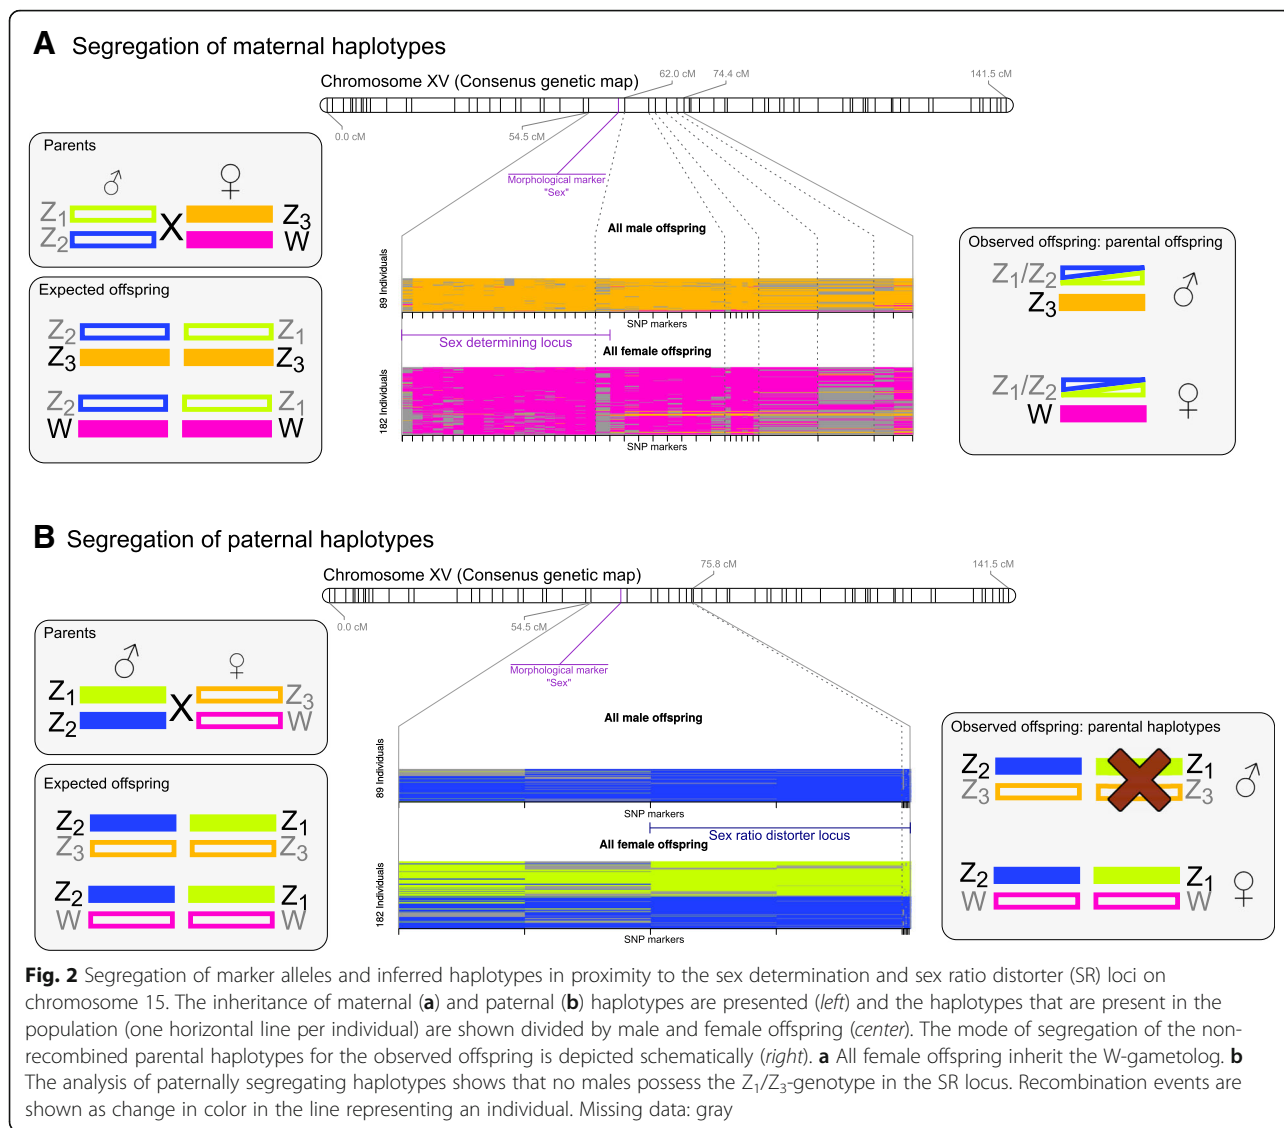 A Segregation of maternal haplotypes
Chromosome XV (Consenus genetic map)
62.0 cM
74.4 cM
141.5 cM
0.0 cM
54.5 cM
Morphological marker
"Sex"
Parents
♂ ♀
Z1
Z2
X
Z3
W
Expected offspring
Z2 Z1
Z3 Z3
Z2 Z1
W W
All male offspring
89 Individuals
SNP markers
Sex determining locus
All female offspring
182 Individuals
SNP markers
Observed offspring: parental offspring
Z1/Z2
Z3
♂
Z1/Z2
W
♀
B Segregation of paternal haplotypes
Chromosome XV (Consenus genetic map)
75.8 cM
141.5 cM
0.0 cM
54.5 cM
Morphological marker
"Sex"
Parents
♂ ♀
Z1
Z2
X
Z3
W
Expected offspring
Z2 Z1
Z3 Z3
Z2 Z1
W W
All male offspring
89 Individuals
SNP markers
Sex ratio distorter locus
All female offspring
182 Individuals
SNP markers
Observed offspring: parental haplotypes
Z2 Z1
Z3 Z3
♂
Z2 Z1
W W
♀
Fig. 2 Segregation of marker alleles and inferred haplotypes in proximity to the sex determination and sex ratio distorter (SR) loci on
chromosome 15. The inheritance of maternal (a) and paternal (b) haplotypes are presented (left) and the haplotypes that are present in the
population (one horizontal line per individual) are shown divided by male and female offspring (center). The mode of segregation of the non-
recombined parental haplotypes for the observed offspring is depicted schematically (right). a All female offspring inherit the W-gametolog. b
The analysis of paternally segregating haplotypes shows that no males possess the Z1/Z3-genotype in the SR locus. Recombination events are
shown as change in color in the line representing an individual. Missing data: gray